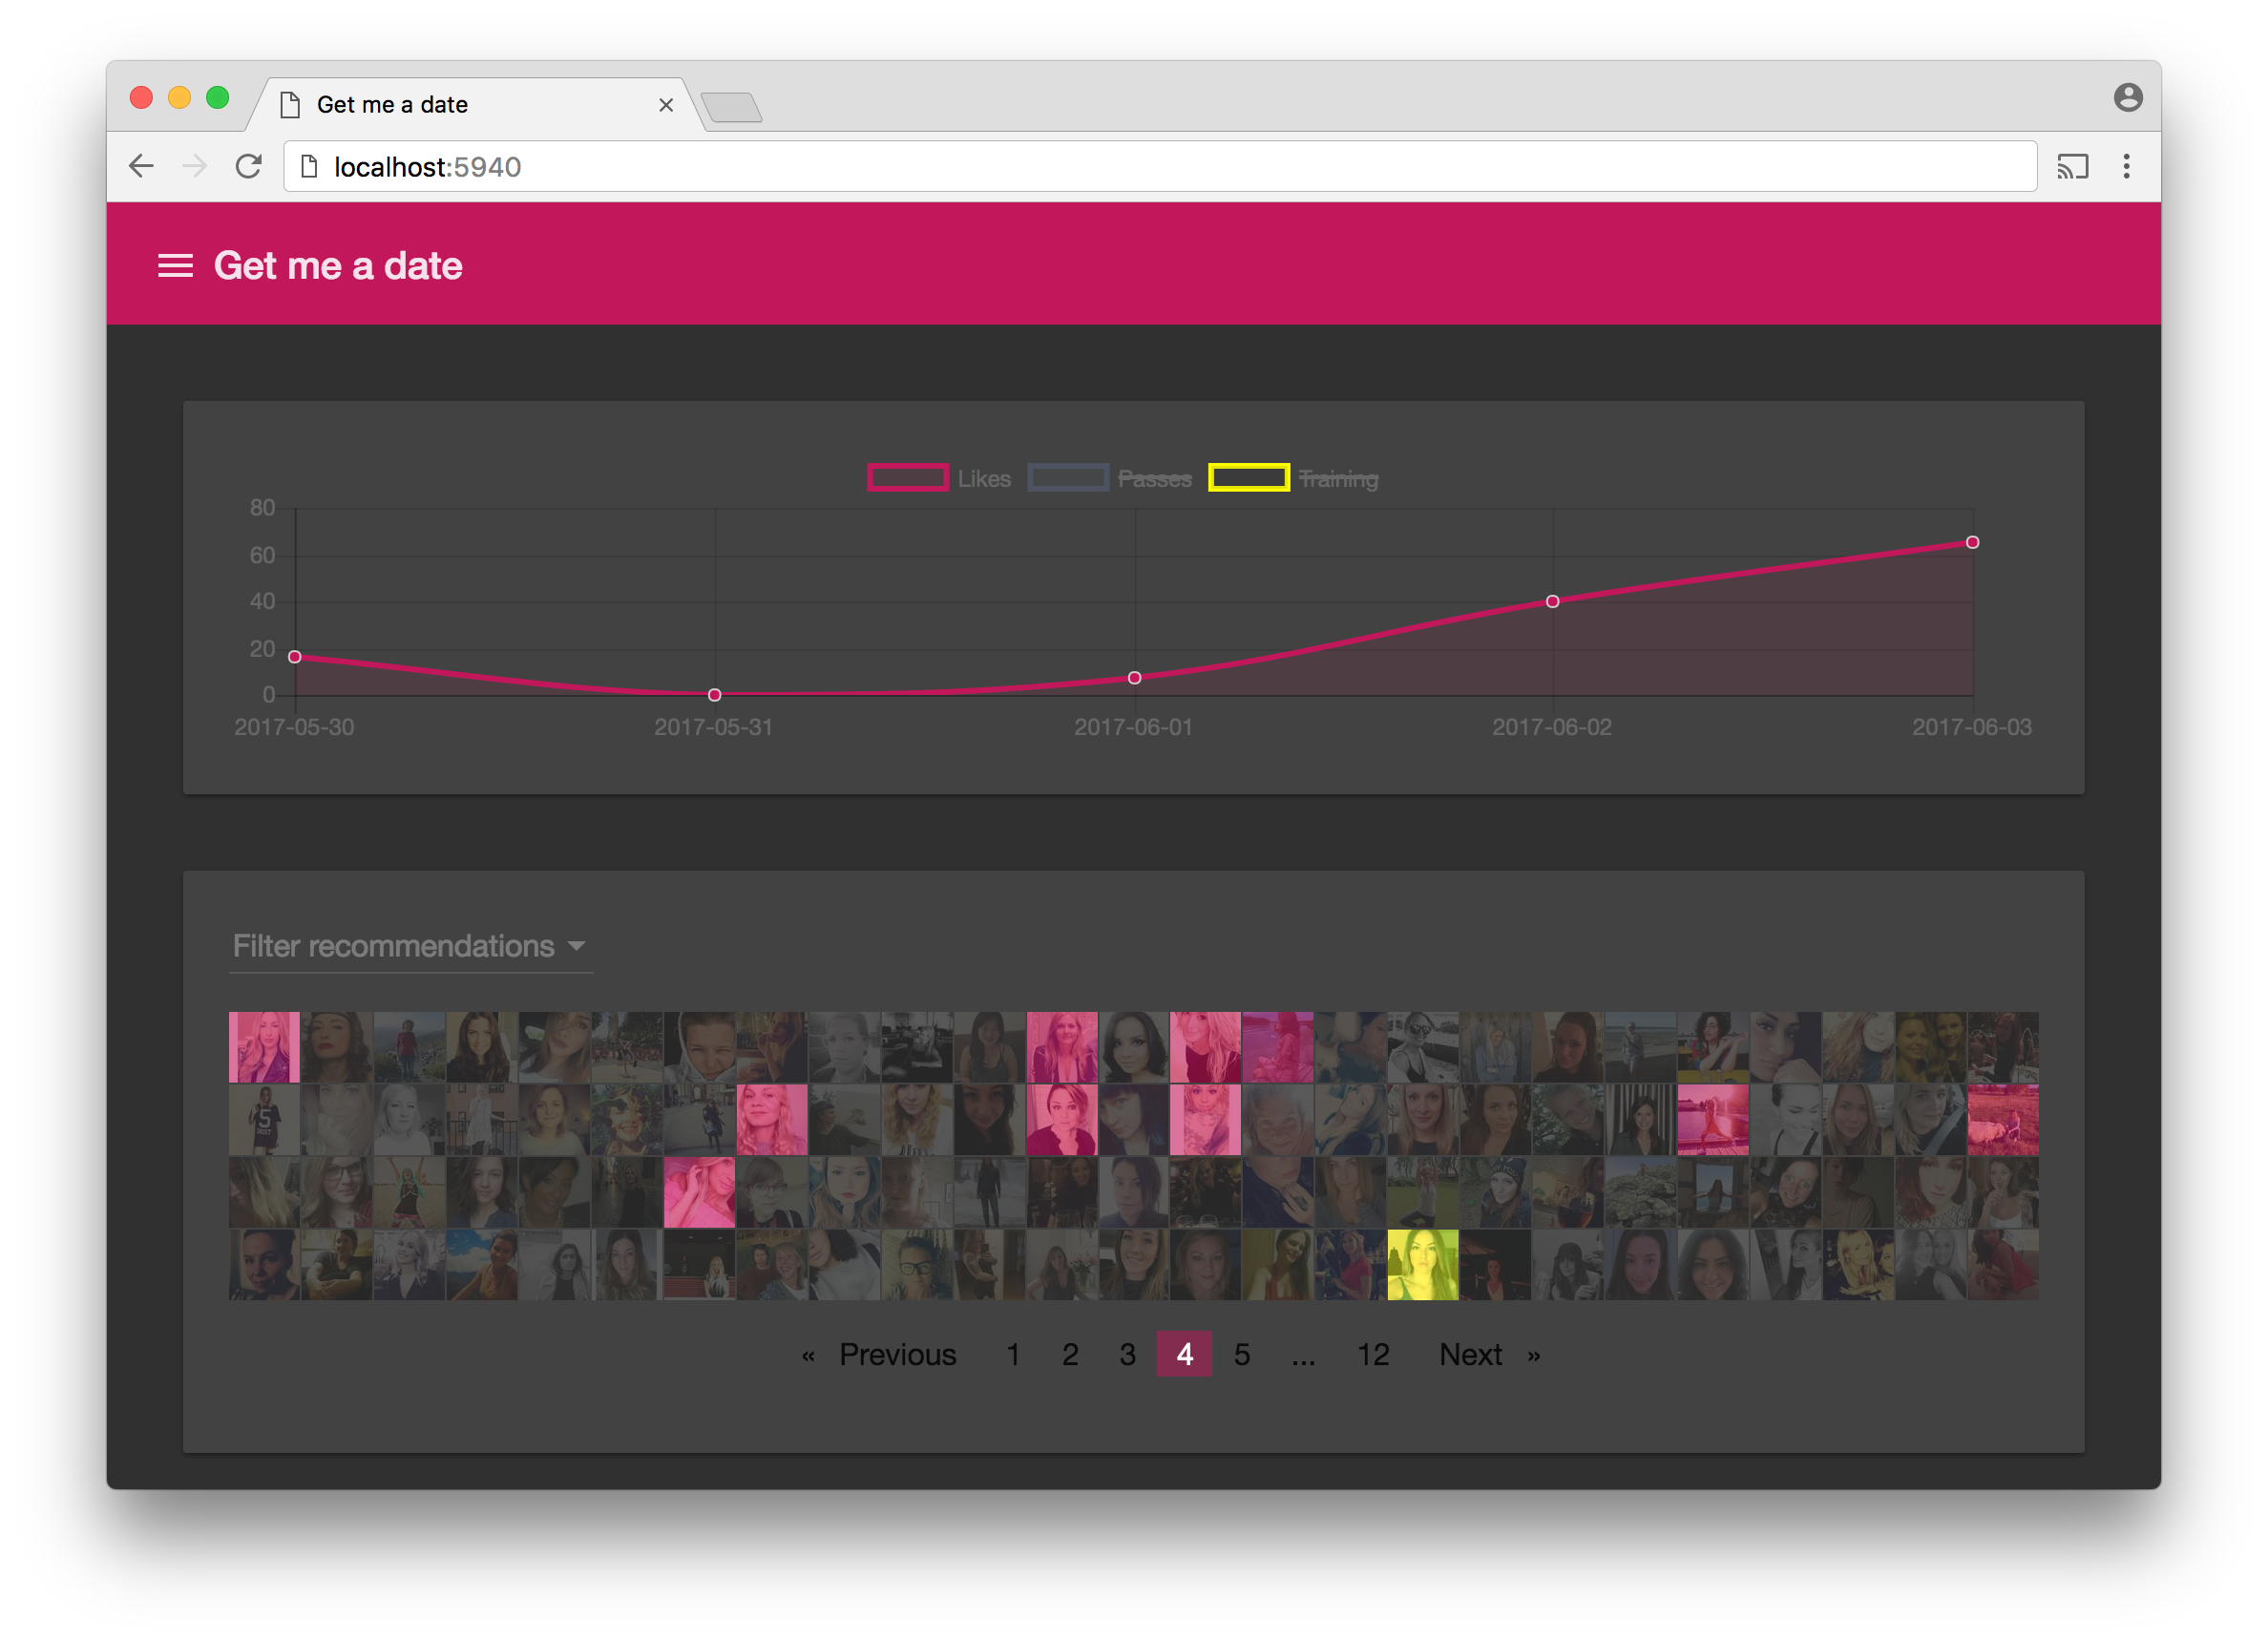 Get me a date
localhost:5940
Get me a date
Likes Passes Training
80
60
40
20
0
2017-05-30 2017-05-31 2017-06-01 2017-06-02 2017-06-03
Filter recommendations
5
« Previous 1 2 3 4 5 ... 12 Next »